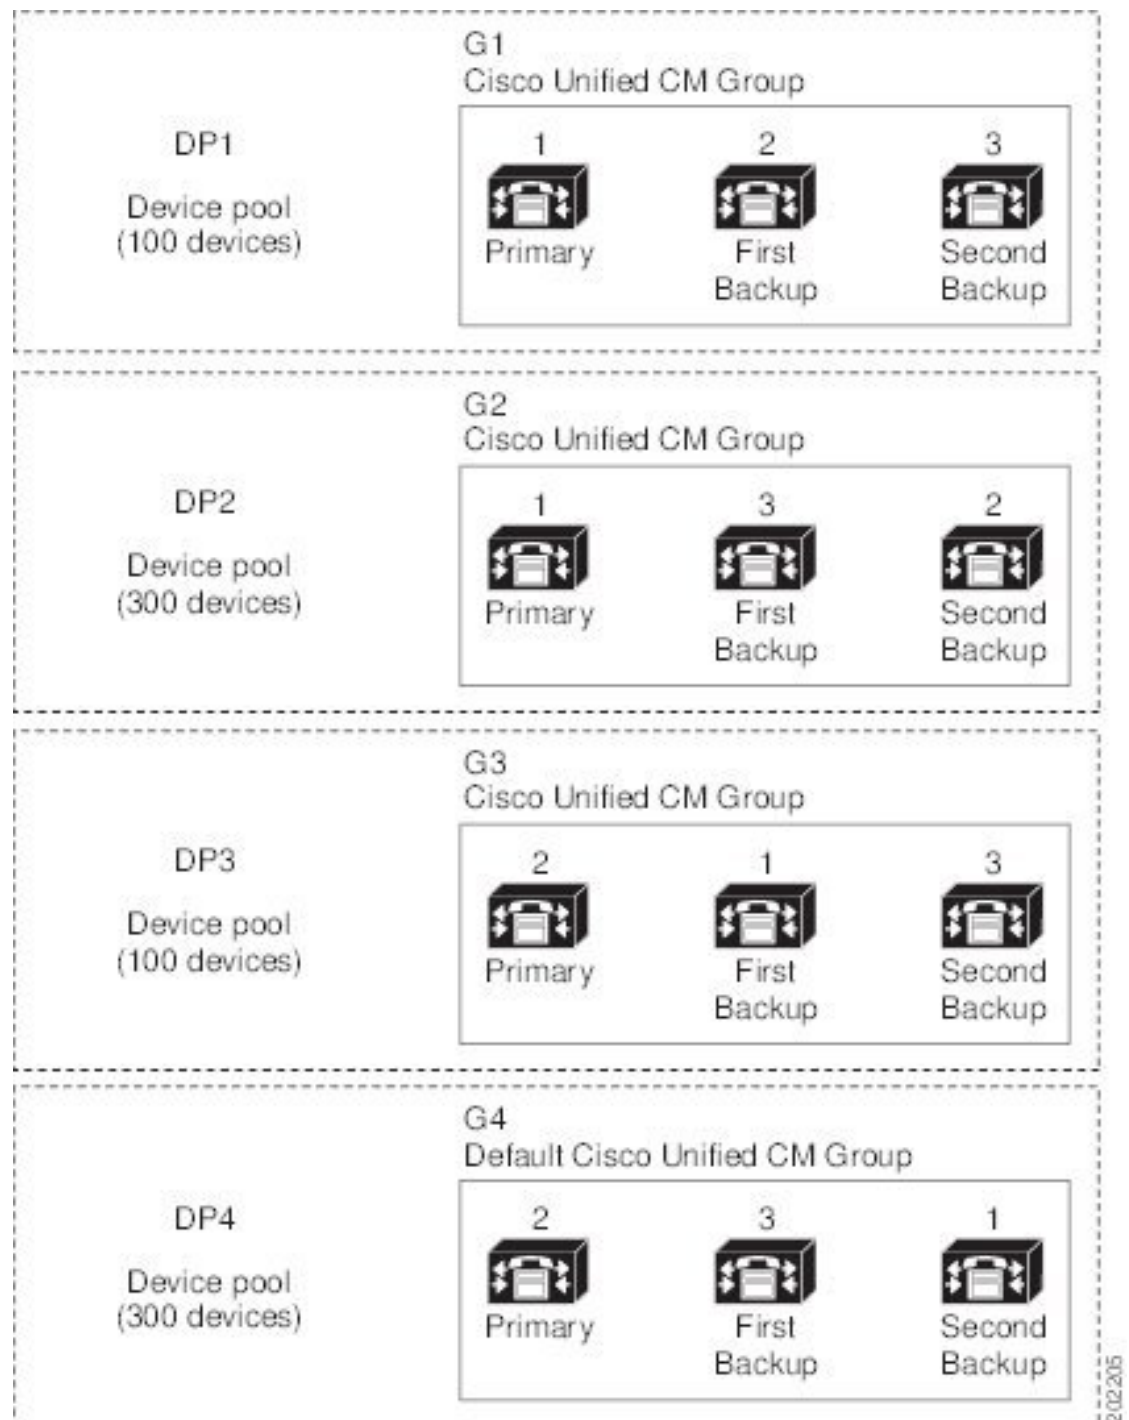 G1
Cisco Unified CM Group
DP1
Device pool
(100 devices)
1 2 3
Primary First Second
Backup Backup
G2
Cisco Unified CM Group
DP2
Device pool
(300 devices)
1 3 2
Primary First Second
Backup Backup
G3
Cisco Unified CM Group
DP3
Device pool
(100 devices)
2 1 3
Primary First Second
Backup Backup
G4
Default Cisco Unified CM Group
DP4
Device pool
(300 devices)
2 3 1
Primary First Second
Backup Backup
202205